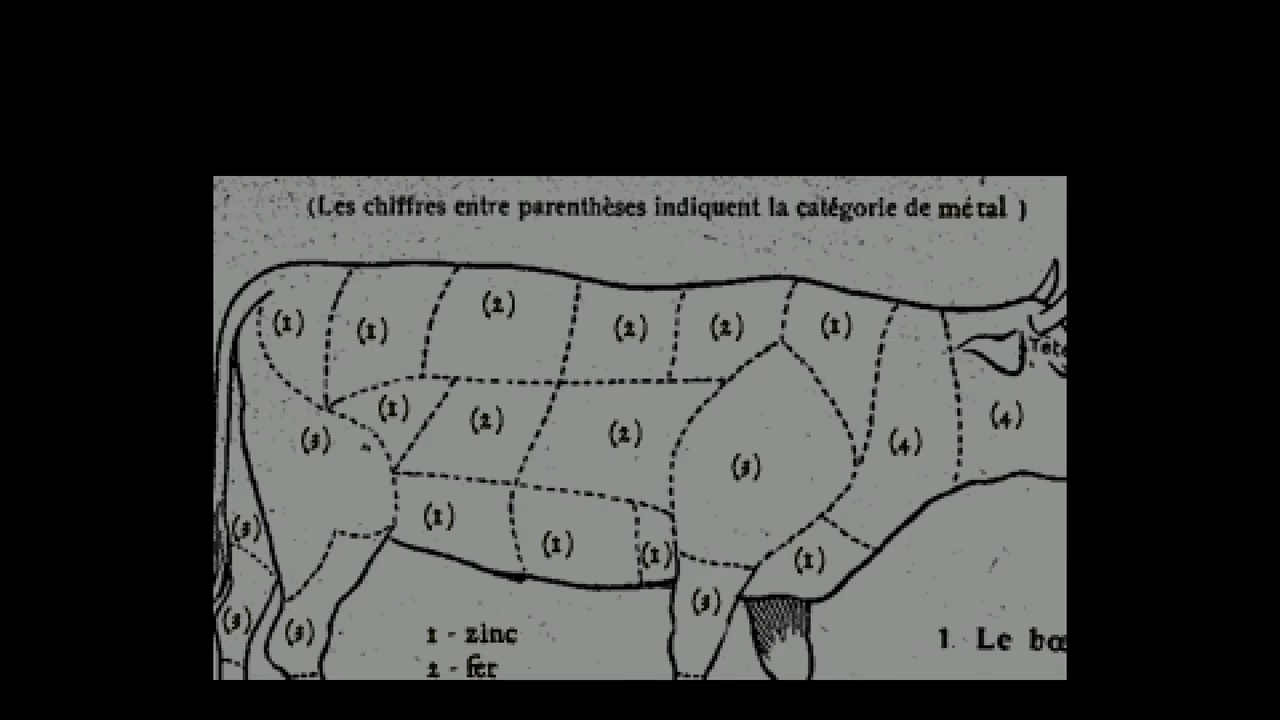 (Les chiffres entre parenthèses indiquent la catégorie de métal )
(1) (1) (2) (2) (2) (1)
Tête
(1) (2) (2) (4) (4)
(3) (3)
(1) (1) (1) (1)
(3)
(3) (3) (3)
1 - zinc
2 - fer
1. Le bœ